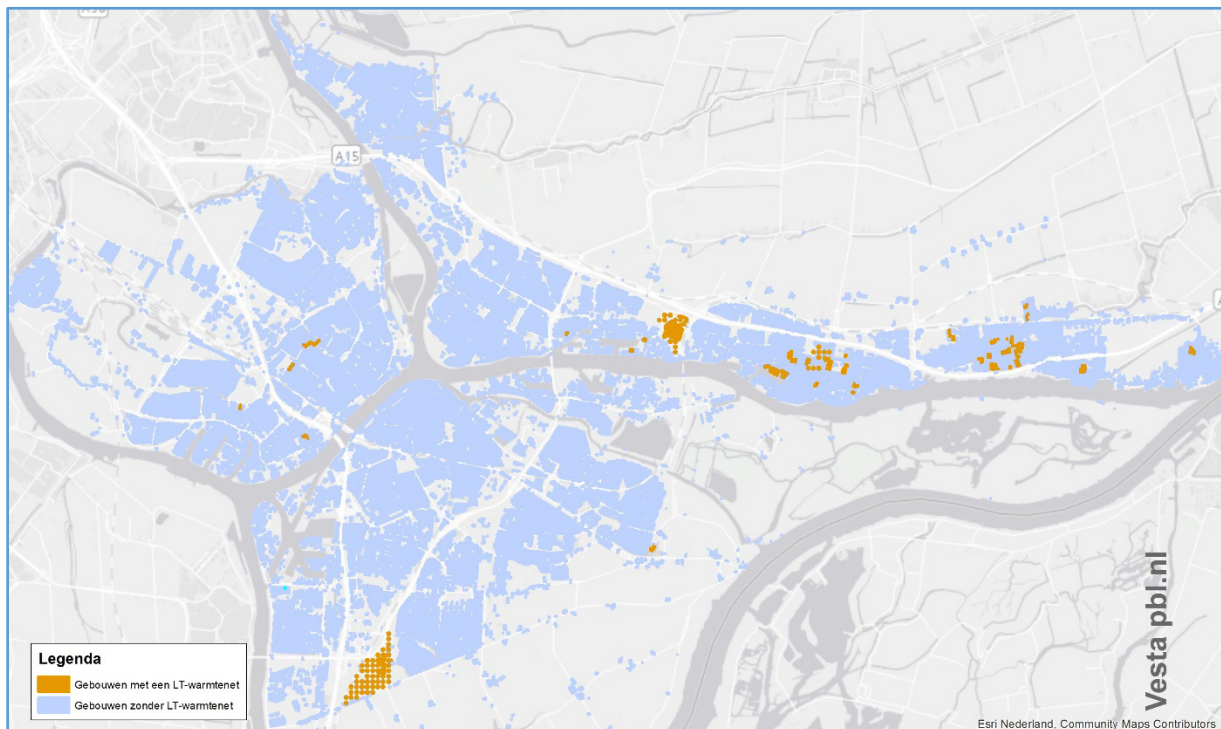 A15
Legenda
Gebouwen met een LT-warmtenet
Gebouwen zonder LT-warmtenet
Vesta pbl.nl
Esri Nederland, Community Maps Contributors